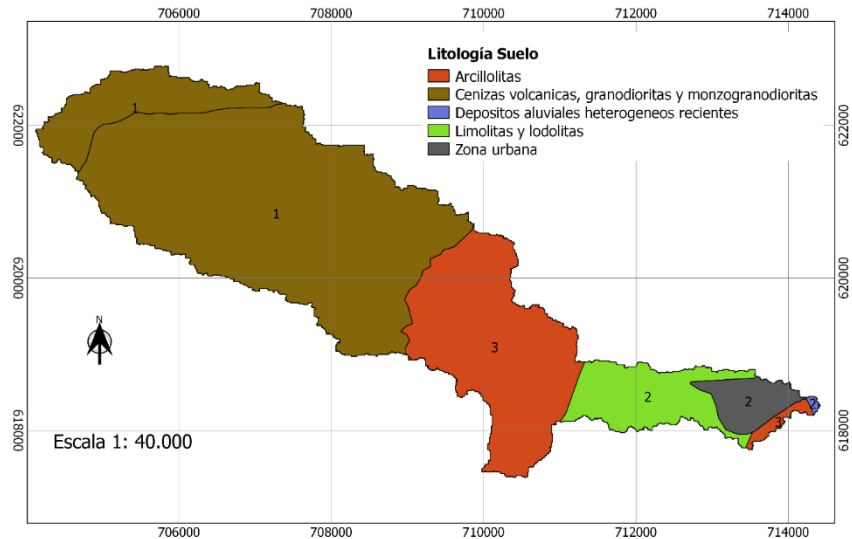 706000 708000 710000 712000 714000
Litología Suelo
Arcillolitas
Cenizas volcanicas, granodioritas y monzogranodioritas
Depositos aluviales heterogeneos recientes
Limolitas y lodolitas
Zona urbana
622000 622000
1
1
620000 620000
N
3
2
2
2
3
618000 618000
Escala 1: 40.000
706000 708000 710000 712000 714000